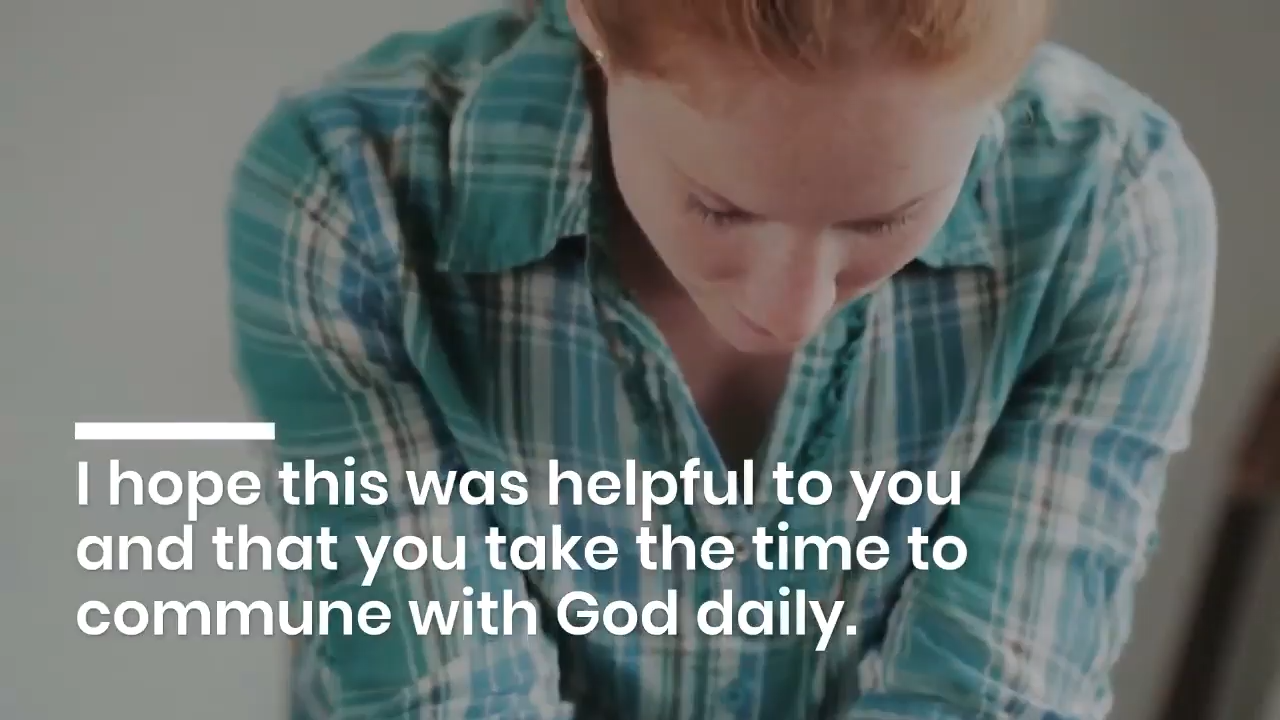 I hope this was helpful to you
and that you take the time to
commune with God daily.